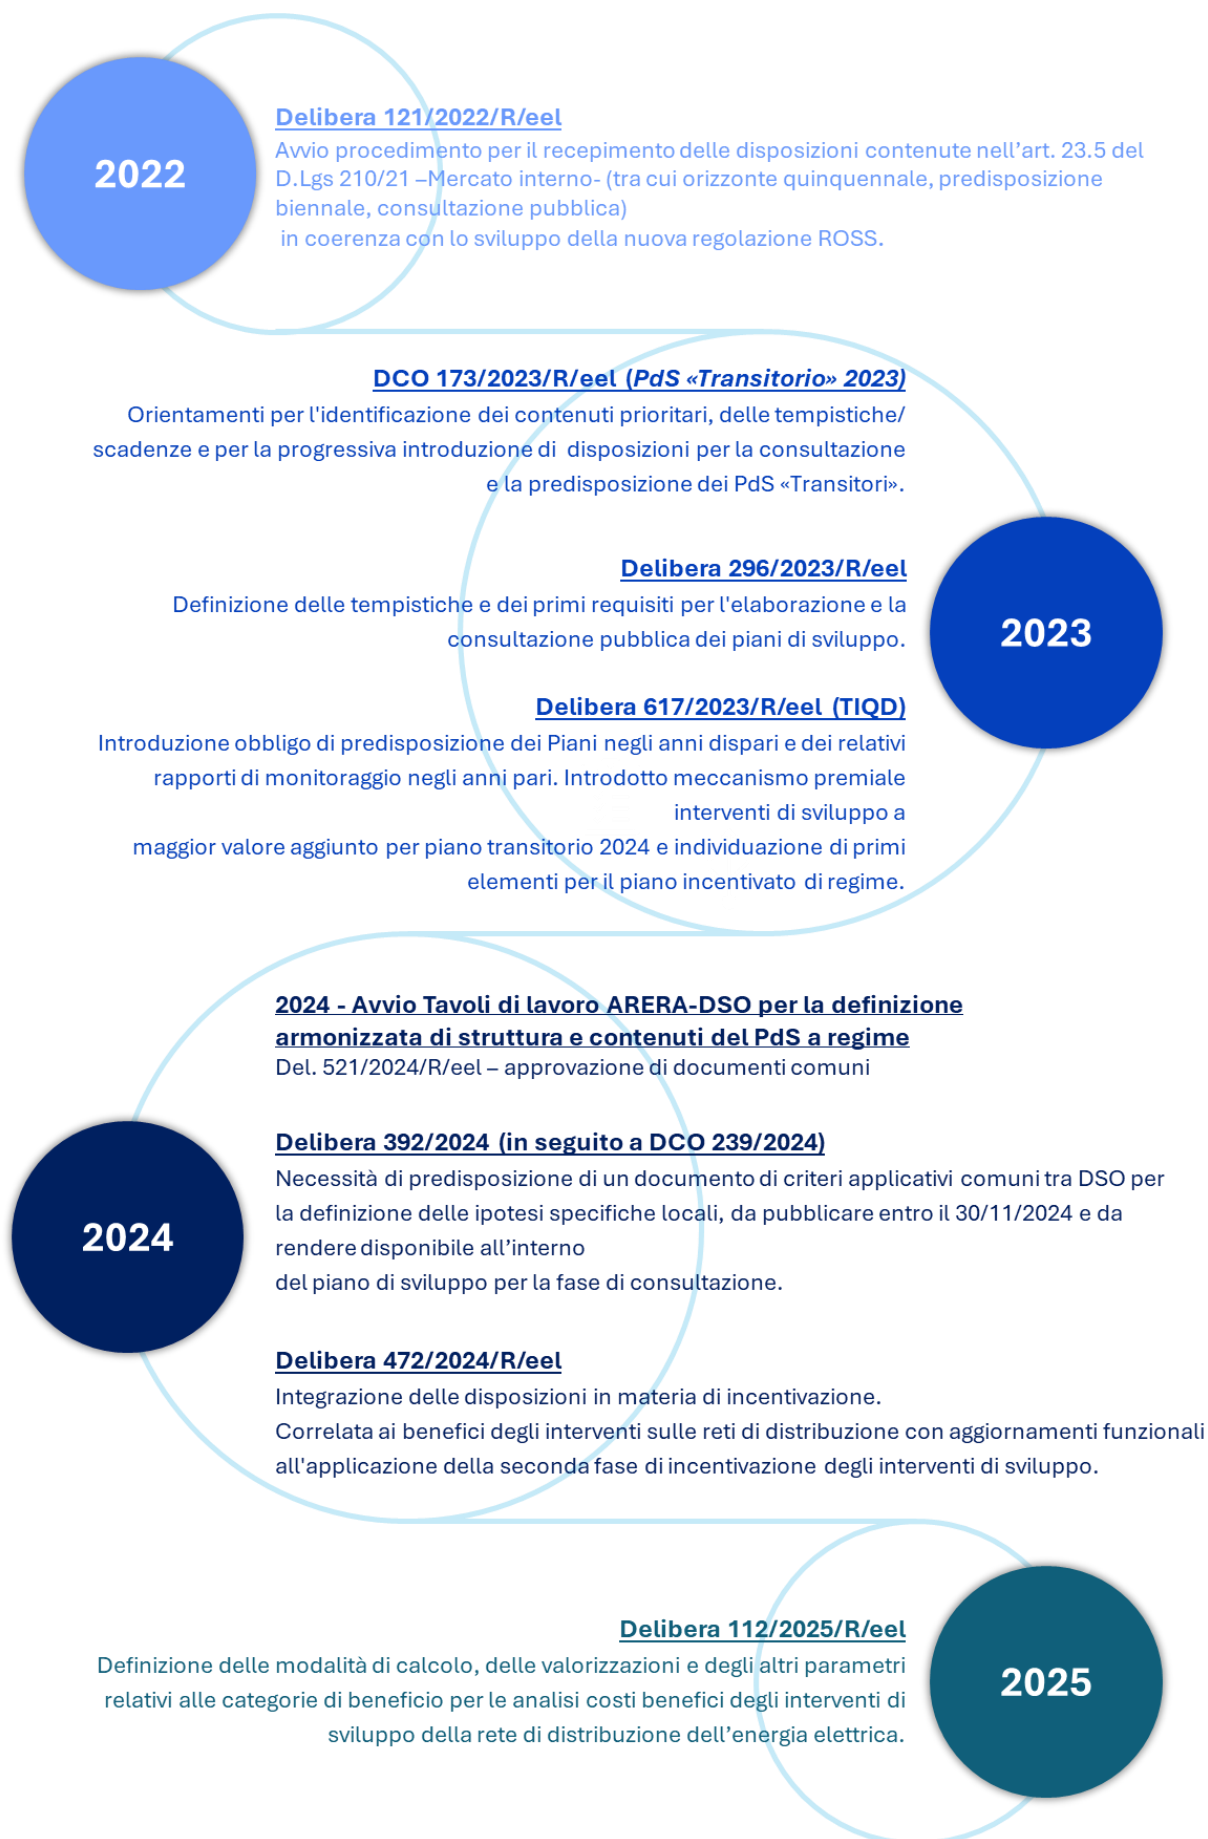 2022
Delibera 121/2022/R/eel
Avvio procedimento per il recepimento delle disposizioni contenute nell’art. 23.5 del
D.Lgs 210/21 –Mercato interno- (tra cui orizzonte quinquennale, predisposizione
biennale, consultazione pubblica)
in coerenza con lo sviluppo della nuova regolazione ROSS.
DCO 173/2023/R/eel (PdS «Transitorio» 2023)
Orientamenti per l'identificazione dei contenuti prioritari, delle tempistiche/
scadenze e per la progressiva introduzione di disposizioni per la consultazione
e la predisposizione dei PdS «Transitori».
Delibera 296/2023/R/eel
Definizione delle tempistiche e dei primi requisiti per l'elaborazione e la
consultazione pubblica dei piani di sviluppo.
2023
Delibera 617/2023/R/eel (TIQD)
Introduzione obbligo di predisposizione dei Piani negli anni dispari e dei relativi
rapporti di monitoraggio negli anni pari. Introdotto meccanismo premiale
interventi di sviluppo a
maggior valore aggiunto per piano transitorio 2024 e individuazione di primi
elementi per il piano incentivato di regime.
2024 - Avvio Tavoli di lavoro ARERA-DSO per la definizione
armonizzata di struttura e contenuti del PdS a regime
Del. 521/2024/R/eel – approvazione di documenti comuni
Delibera 392/2024 (in seguito a DCO 239/2024)
Necessità di predisposizione di un documento di criteri applicativi comuni tra DSO per
la definizione delle ipotesi specifiche locali, da pubblicare entro il 30/11/2024 e da
rendere disponibile all’interno
del piano di sviluppo per la fase di consultazione.
2024
Delibera 472/2024/R/eel
Integrazione delle disposizioni in materia di incentivazione.
Correlata ai benefici degli interventi sulle reti di distribuzione con aggiornamenti funzionali
all'applicazione della seconda fase di incentivazione degli interventi di sviluppo.
Delibera 112/2025/R/eel
Definizione delle modalità di calcolo, delle valorizzazioni e degli altri parametri
relativi alle categorie di beneficio per le analisi costi benefici degli interventi di
sviluppo della rete di distribuzione dell’energia elettrica.
2025